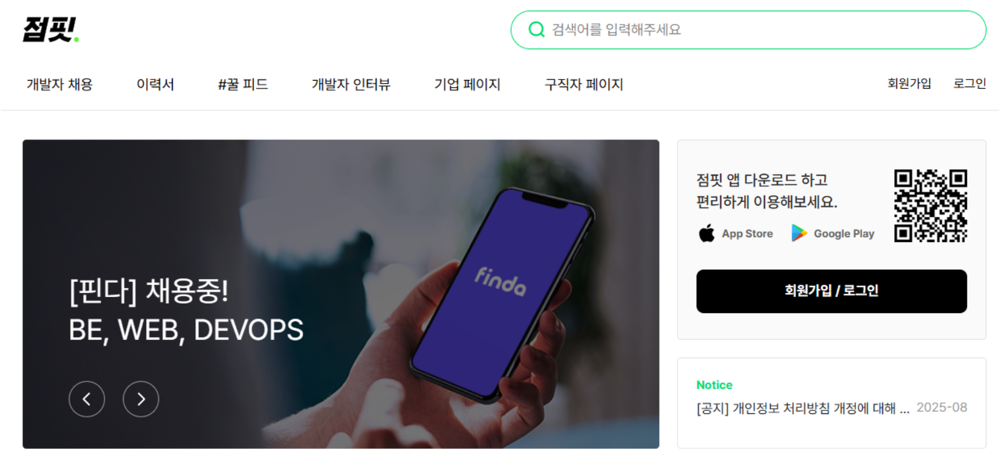 점핏.
검색어를 입력해주세요
개발자 채용 이력서 #꿀 피드 개발자 인터뷰 기업 페이지 구직자 페이지 회원가입 로그인
[핀다] 채용중!
BE, WEB, DEVOPS
finda
점핏 앱 다운로드 하고
편리하게 이용해보세요.
App Store Google Play
회원가입 / 로그인
Notice
[공지] 개인정보 처리방침 개정에 대해 ... 2025-08